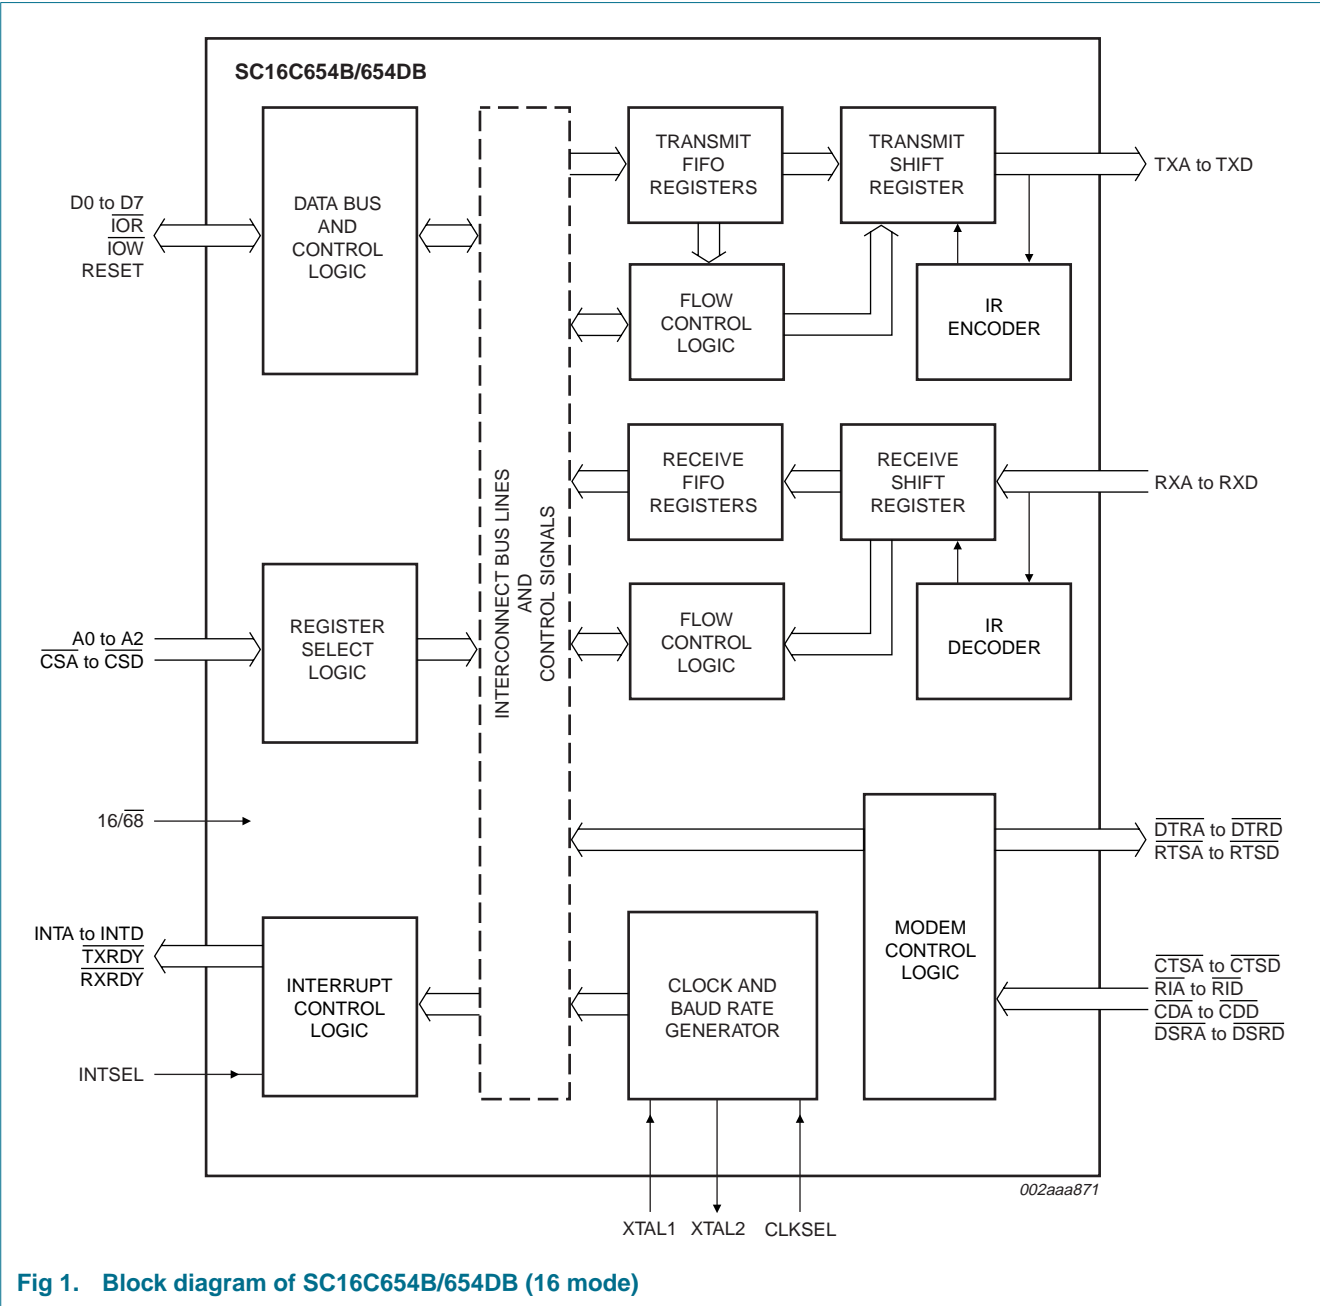 SC16C654B/654DB
D0 to D7
IOR
IOW
RESET
DATA BUS
AND
CONTROL
LOGIC
TRANSMIT
FIFO
REGISTERS
TRANSMIT
SHIFT
REGISTER
TXA to TXD
FLOW
CONTROL
LOGIC
IR
ENCODER
RECEIVE
FIFO
REGISTERS
RECEIVE
SHIFT
REGISTER
RXA to RXD
INTERCONNECT BUS LINES
AND
CONTROL SIGNALS
A0 to A2
CSA to CSD
REGISTER
SELECT
LOGIC
FLOW
CONTROL
LOGIC
IR
DECODER
16/68
DTRA to DTRD
RTSA to RTSD
INTA to INTD
TXRDY
RXRDY
INTERRUPT
CONTROL
LOGIC
CLOCK AND
BAUD RATE
GENERATOR
MODEM
CONTROL
LOGIC
CTSA to CTSD
RIA to RID
CDA to CDD
DSRA to DSRD
INTSEL
XTAL1
XTAL2
CLKSEL
002aaa871
Fig 1. Block diagram of SC16C654B/654DB (16 mode)